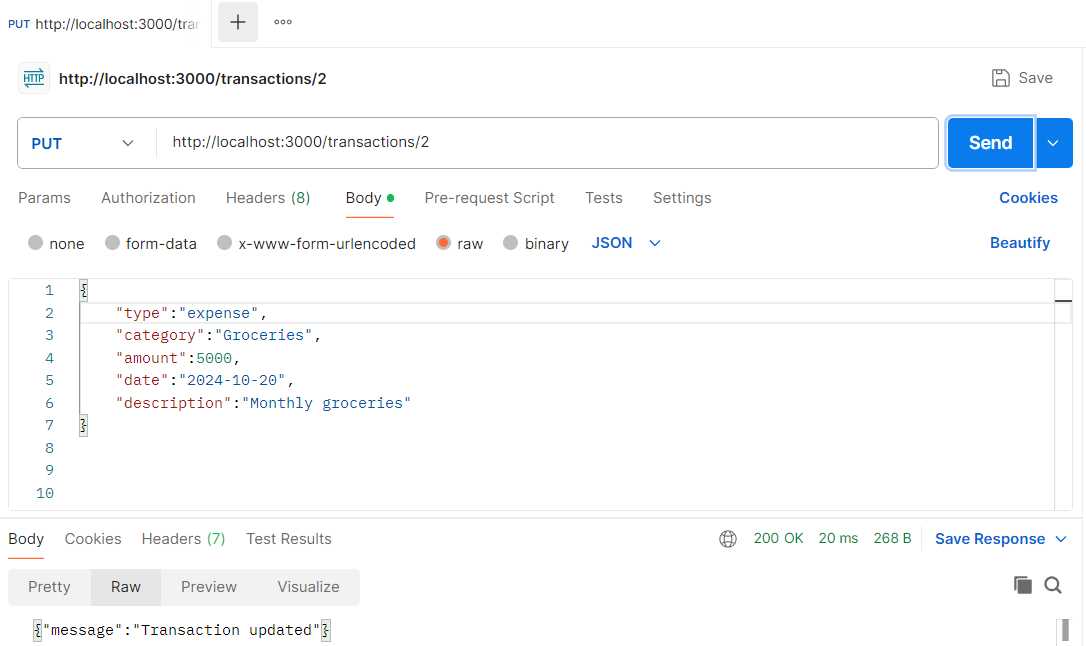 PUT http://localhost:3000/tran
HTTP http://localhost:3000/transactions/2 Save
PUT http://localhost:3000/transactions/2 Send
Params Authorization Headers (8) Body Pre-request Script Tests Settings Cookies
none form-data x-www-form-urlencoded raw binary JSON Beautify
1 {
2 "type":"expense",
3 "category":"Groceries",
4 "amount":5000,
5 "date":"2024-10-20",
6 "description":"Monthly groceries"
7 }
8
9
10
Body Cookies Headers (7) Test Results 200 OK 20 ms 268 B Save Response
Pretty Raw Preview Visualize
{"message":"Transaction updated"}